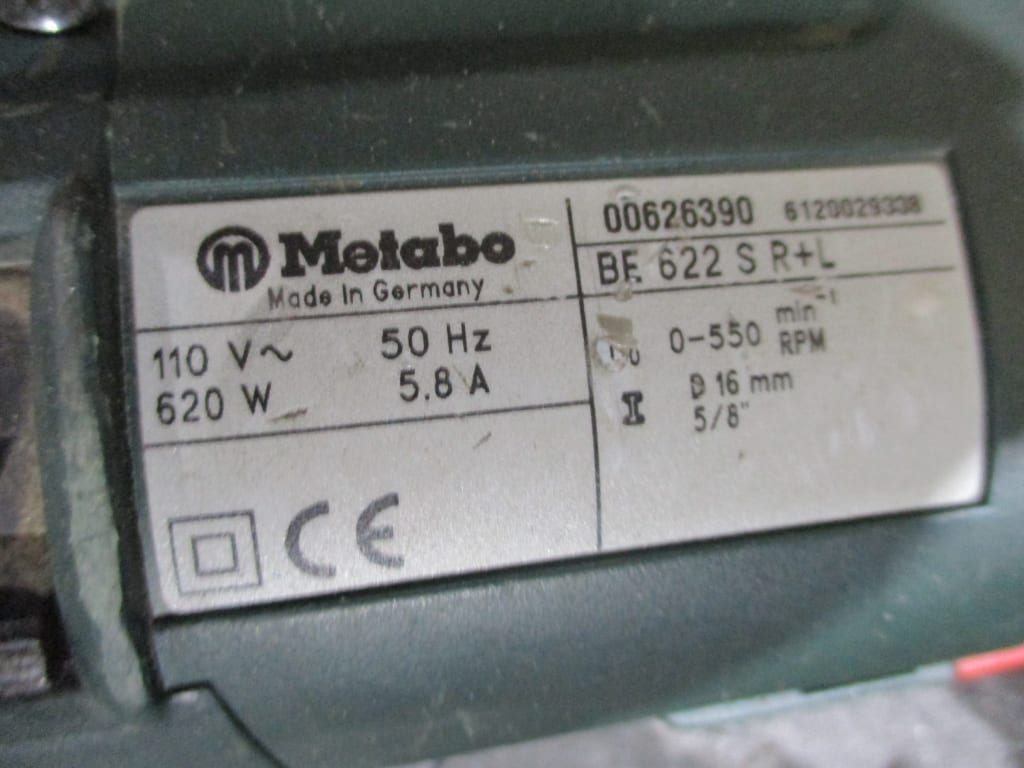 Metabo
Made in Germany
110 V~ 50 Hz
620 W 5.8 A
CE
00626390 6120029338
BE 622 S R+L
0-550 min⁻¹
RPM
16 mm
5/8"